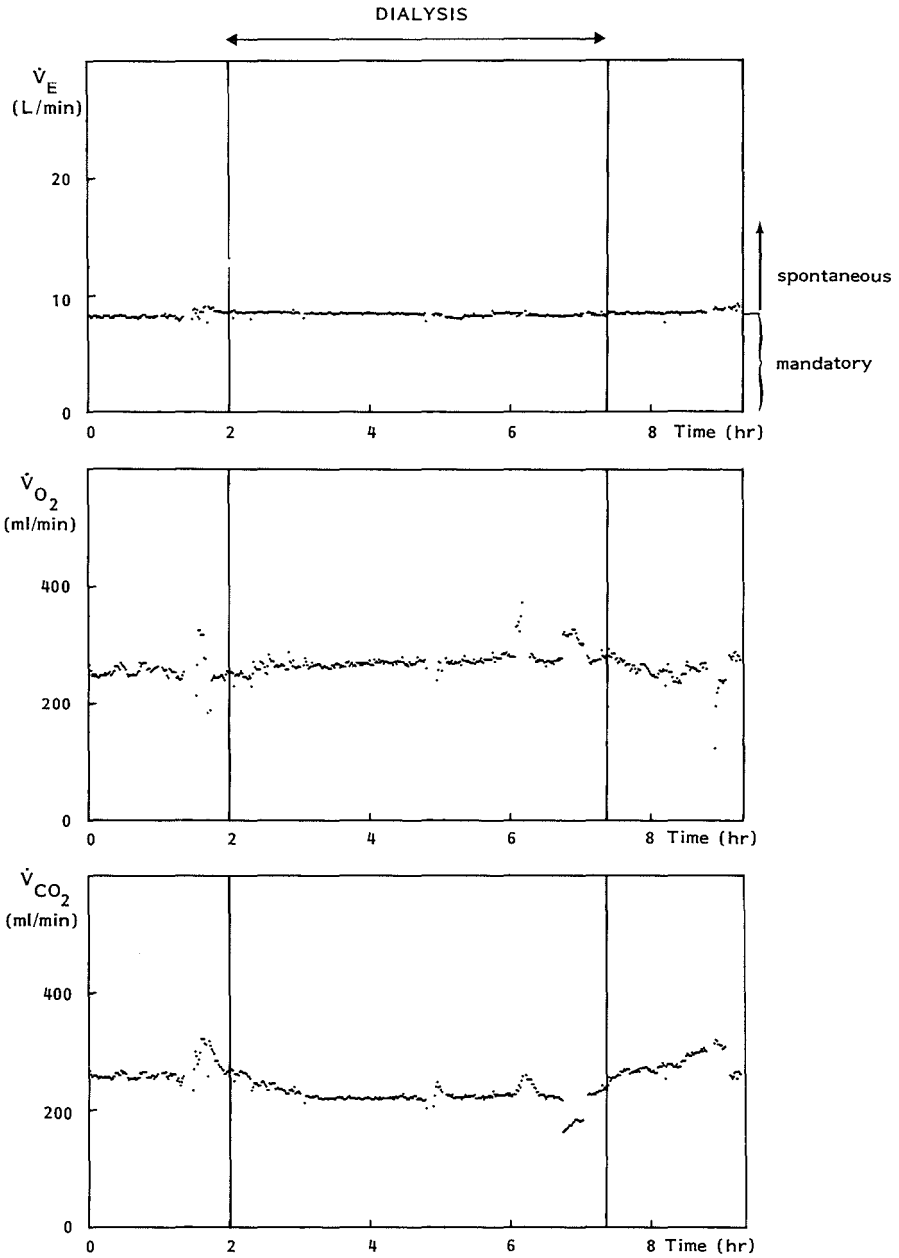 DIALYSIS
V̇E
(L/min)
20
10
0
spontaneous
mandatory
0 2 4 6 8 Time (hr)
V̇O2
(ml/min)
400
200
0
0 2 4 6 8 Time (hr)
V̇CO2
(ml/min)
400
200
0
0 2 4 6 8 Time (hr)